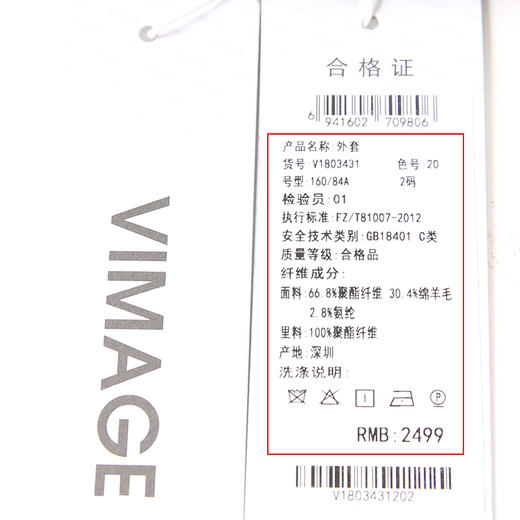 VIMAGE
合格证
6 941602 709806
产品名称:外套
货号:V1803431 色号:20
号型:160/84A 2码
检验员:01
执行标准:FZ/T81007-2012
安全技术类别:GB18401 C类
质量等级:合格品
纤维成分:
面料:66.8%聚酯纤维 30.4%绵羊毛
2.8%氨纶
里料:100%聚酯纤维
产地:深圳
洗涤说明:
RMB:2499
V1803431202